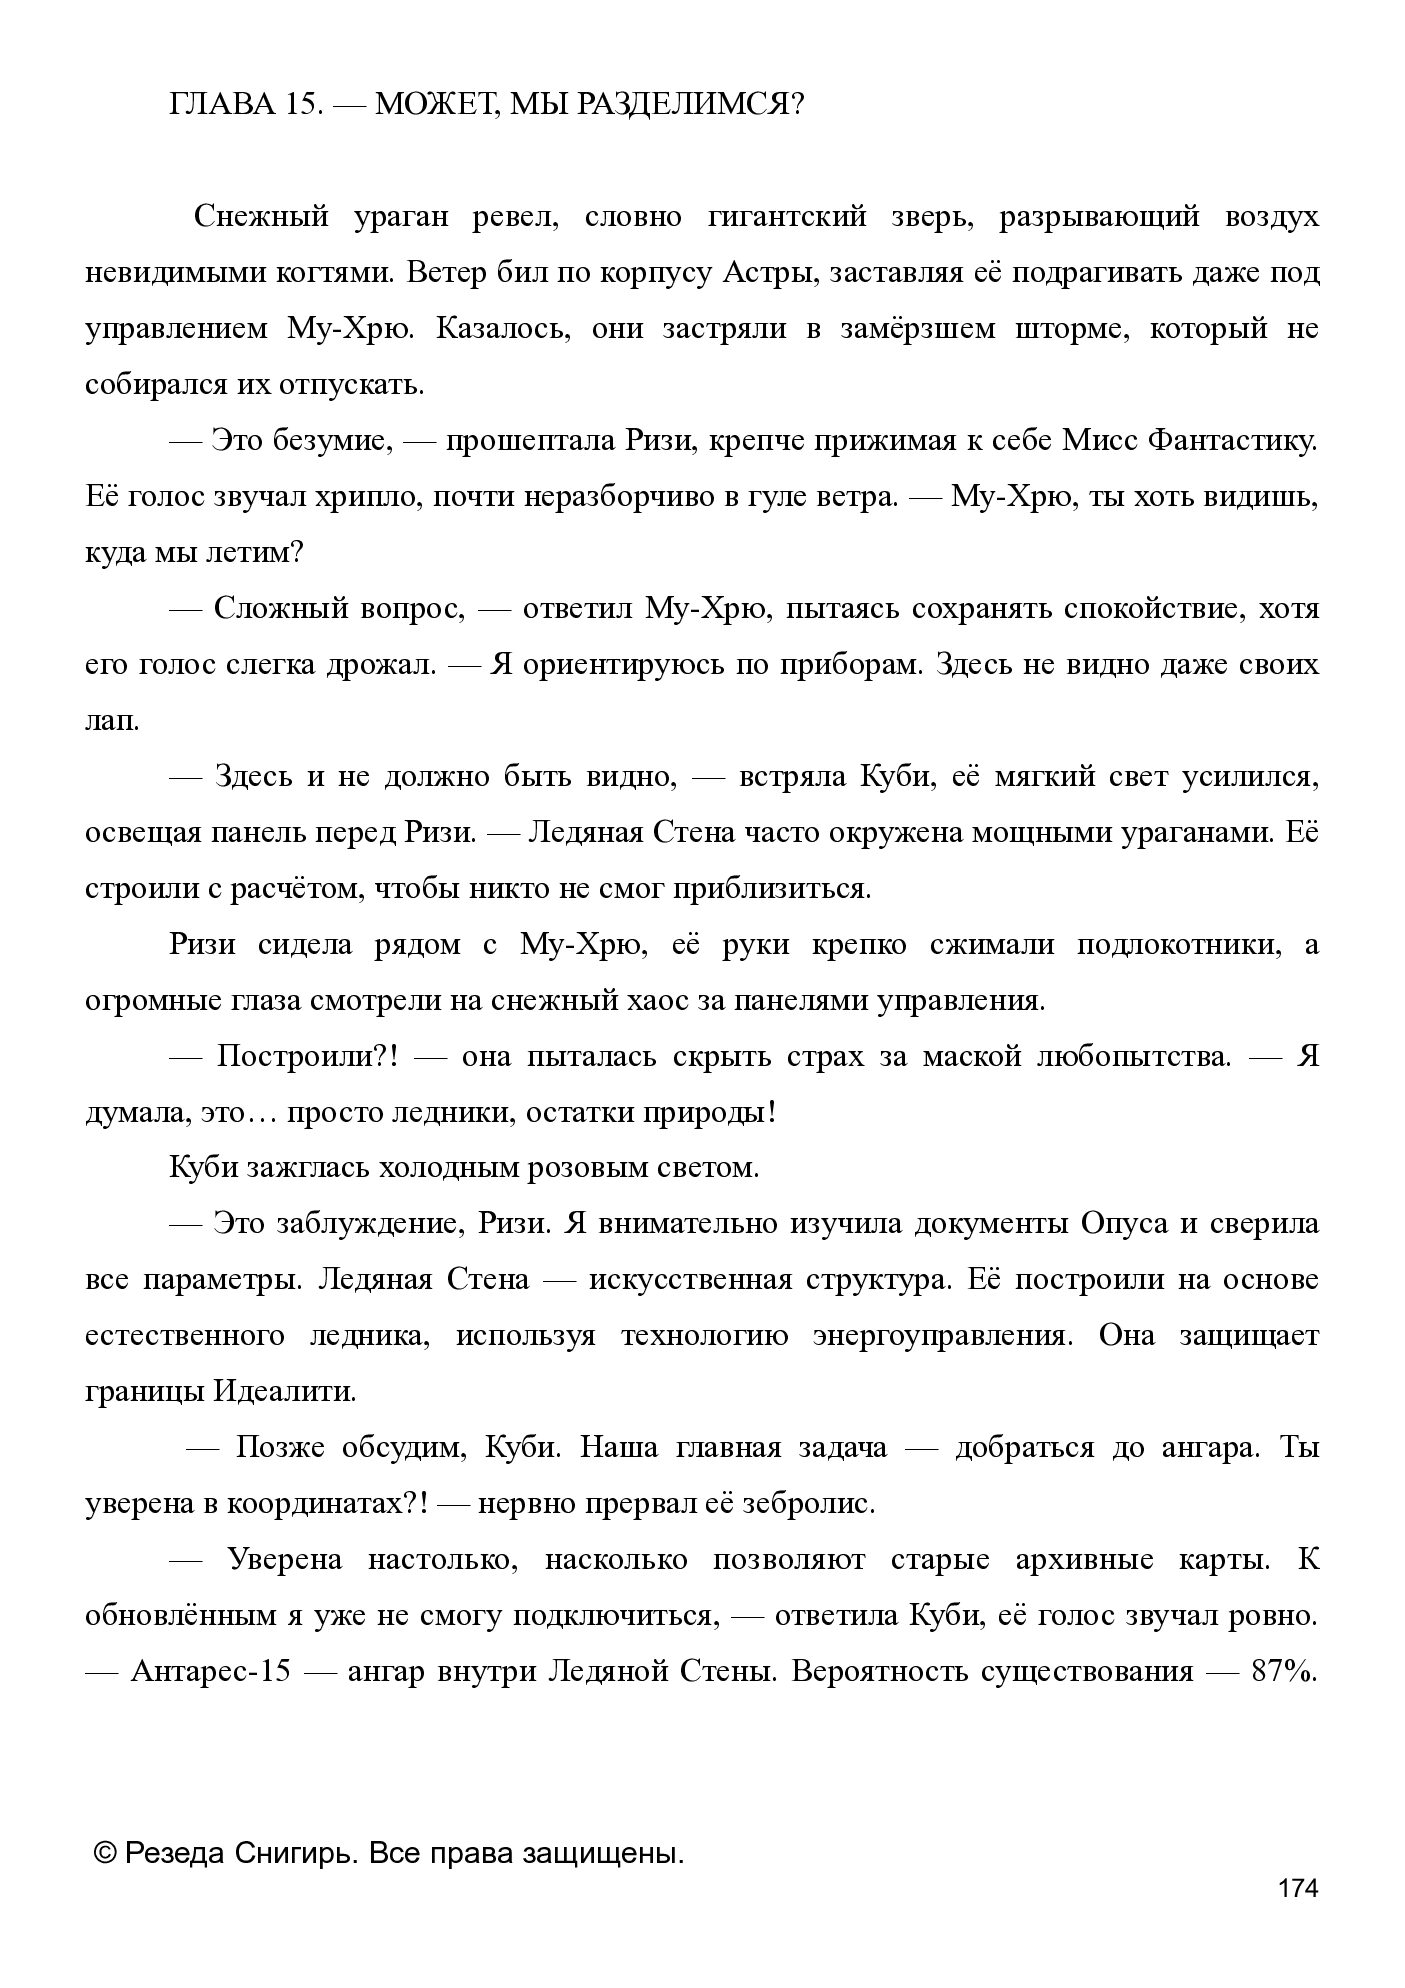 ГЛАВА 15. — МОЖЕТ, МЫ РАЗДЕЛИМСЯ?
Снежный ураган ревел, словно гигантский зверь, разрывающий воздух
невидимыми когтями. Ветер бил по корпусу Астры, заставляя её подрагивать даже под
управлением Му-Хрю. Казалось, они застряли в замёрзшем шторме, который не
собирался их отпускать.
— Это безумие, — прошептала Ризи, крепче прижимая к себе Мисс Фантастику.
Её голос звучал хрипло, почти неразборчиво в гуле ветра. — Му-Хрю, ты хоть видишь,
куда мы летим?
— Сложный вопрос, — ответил Му-Хрю, пытаясь сохранять спокойствие, хотя
его голос слегка дрожал. — Я ориентируюсь по приборам. Здесь не видно даже своих
лап.
— Здесь и не должно быть видно, — встряла Куби, её мягкий свет усилился,
освещая панель перед Ризи. — Ледяная Стена часто окружена мощными ураганами. Её
строили с расчётом, чтобы никто не смог приблизиться.
Ризи сидела рядом с Му-Хрю, её руки крепко сжимали подлокотники, а
огромные глаза смотрели на снежный хаос за панелями управления.
— Построили?! — она пыталась скрыть страх за маской любопытства. — Я
думала, это… просто ледники, остатки природы!
Куби зажглась холодным розовым светом.
— Это заблуждение, Ризи. Я внимательно изучила документы Опуса и сверила
все параметры. Ледяная Стена — искусственная структура. Её построили на основе
естественного ледника, используя технологию энергоуправления. Она защищает
границы Идеалити.
— Позже обсудим, Куби. Наша главная задача — добраться до ангара. Ты
уверена в координатах?! — нервно прервал её зебролис.
— Уверена настолько, насколько позволяют старые архивные карты. К
обновлённым я уже не смогу подключиться, — ответила Куби, её голос звучал ровно.
— Антарес-15 — ангар внутри Ледяной Стены. Вероятность существования — 87%.
© Резеда Снигирь. Все права защищены.
174